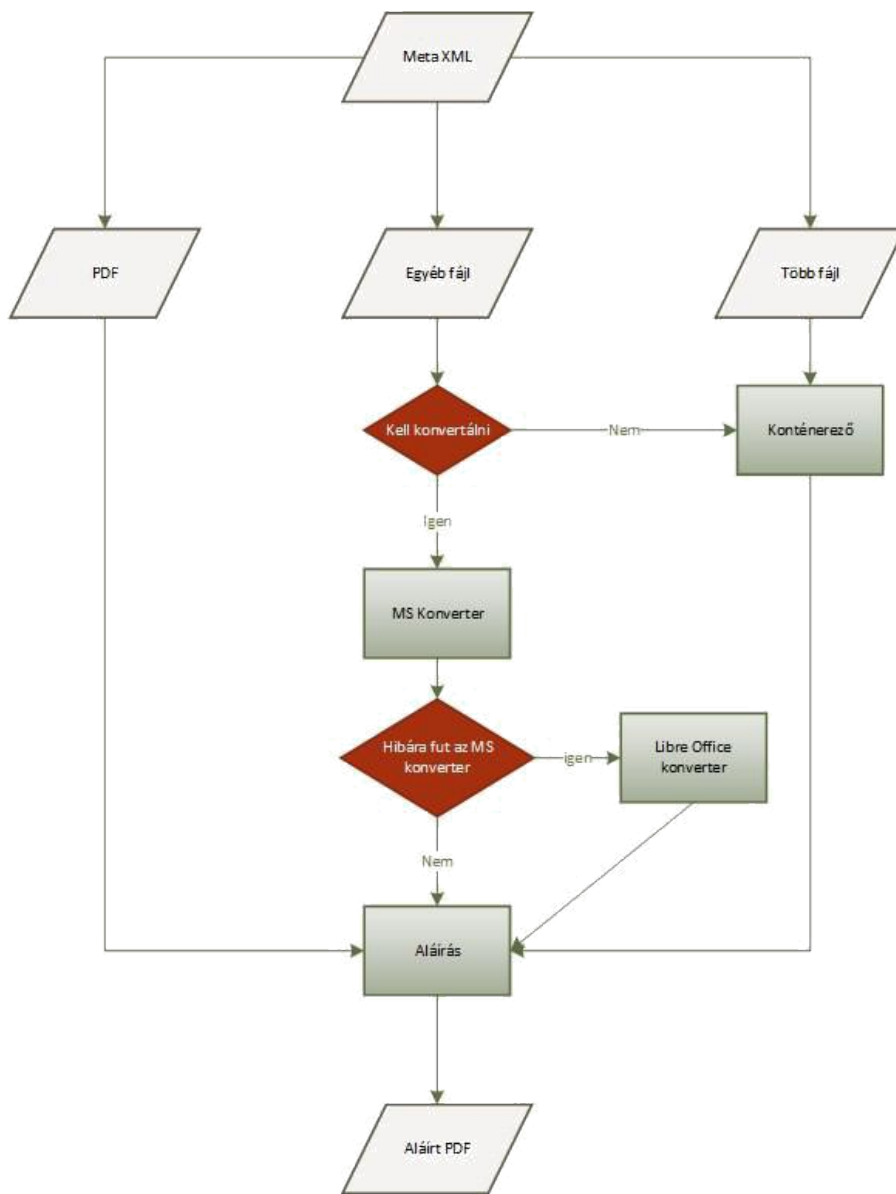 Meta XML
PDF
Egyéb fájl
Több fájl
Kell konvertálni
Nem
Konténerező
Igen
MS Konverter
Hibára fut az MS
konverter
igen
Libre Office
konverter
Nem
Aláírás
Aláírt PDF